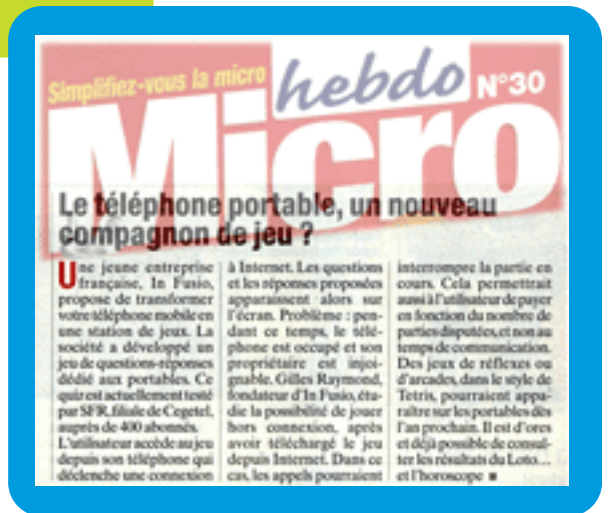 Simplifiez-vous la micro
hebdo
N°30
Micro
Le téléphone portable, un nouveau
compagnon de jeu ?
Une jeune entreprise
française, In Fusio,
propose de transformer
votre téléphone mobile en
une station de jeux. La
société a développé un
jeu de questions-réponses
dédié aux portables. Ce
quiz est actuellement testé
par SFR, filiale de Cegetel,
auprès de 400 abonnés.
L'utilisateur accède au jeu
depuis son téléphone qui
déclenche une connexion
à Internet. Les questions
et les réponses proposées
apparaissent alors sur
l'écran. Problème : pen-
dant ce temps, le télé-
phone est occupé et son
propriétaire est injoi-
gnable. Gilles Raymond,
fondateur d'In Fusio, étu-
die la possibilité de jouer
hors connexion, après
avoir téléchargé le jeu
depuis Internet. Dans ce
cas, les appels pourraient
interrompre la partie en
cours. Cela permettrait
aussi à l'utilisateur de payer
en fonction du nombre de
parties disputées, et non au
temps de communication.
Des jeux de réflexes ou
d'arcades, dans le style de
Tetris, pourraient appa-
raître sur les portables dès
l'an prochain. Il est d'ores
et déjà possible de consul-
ter les résultats du Loto...
et l'horoscope ■